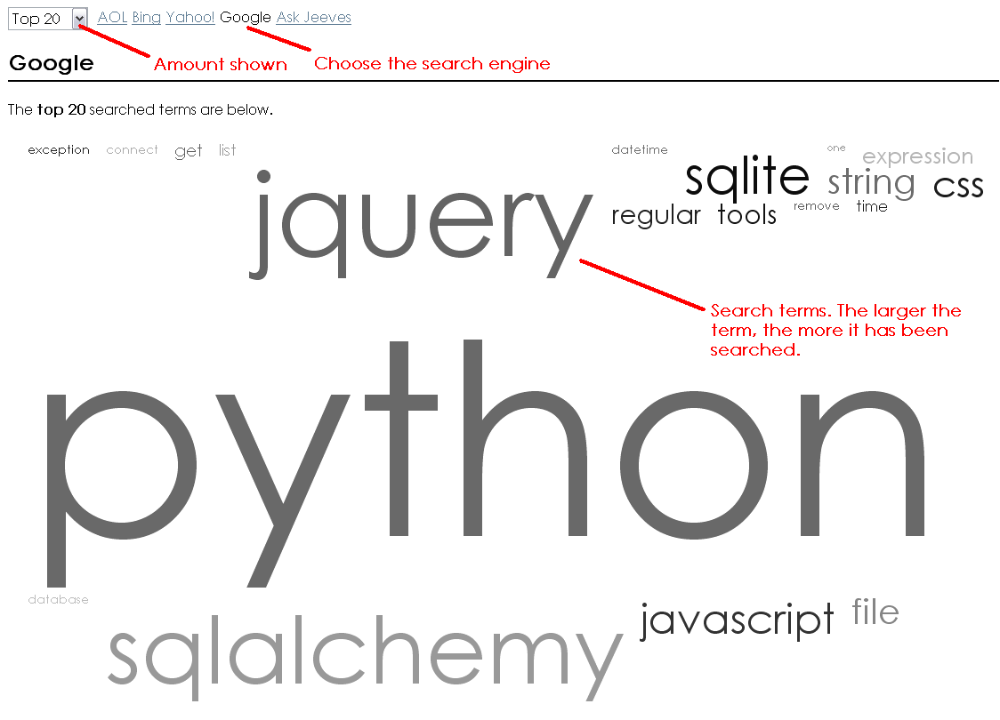 Top 20 AOL Bing Yahoo! Google Ask Jeeves
Amount shown
Choose the search engine
Google
The top 20 searched terms are below.
exception connect get list
jquery
datetime
sqlite
one
string
expression
css
regular tools
remove
time
Search terms. The larger the
term, the more it has been
searched.
python
database
sqlalchemy
javascript
file